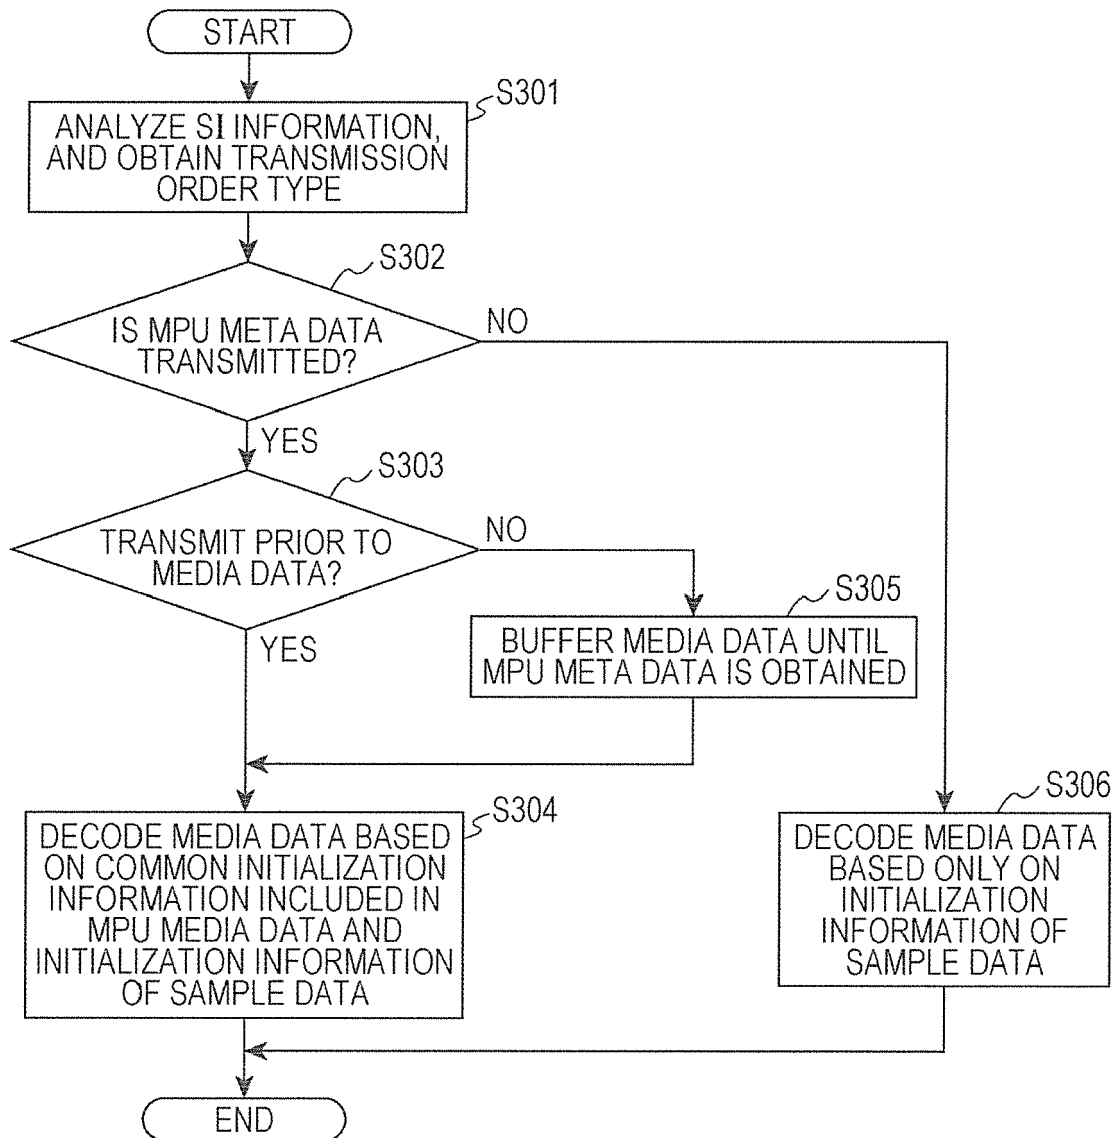 START
S301
ANALYZE SI INFORMATION,
AND OBTAIN TRANSMISSION
ORDER TYPE
S302
IS MPU META DATA
TRANSMITTED?
NO
YES
S303
TRANSMIT PRIOR TO
MEDIA DATA?
NO
YES
S305
BUFFER MEDIA DATA UNTIL
MPU META DATA IS OBTAINED
S304
DECODE MEDIA DATA BASED
ON COMMON INITIALIZATION
INFORMATION INCLUDED IN
MPU MEDIA DATA AND
INITIALIZATION INFORMATION
OF SAMPLE DATA
S306
DECODE MEDIA DATA
BASED ONLY ON
INITIALIZATION
INFORMATION OF
SAMPLE DATA
END